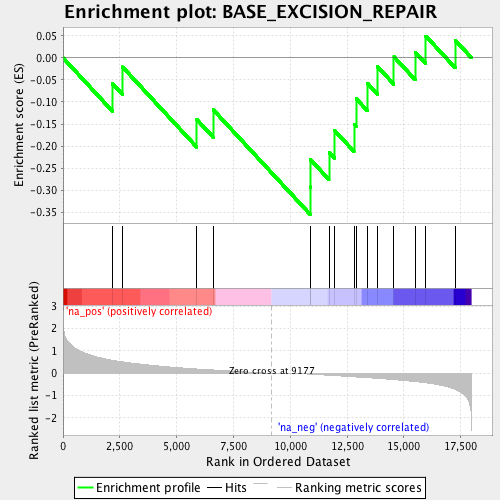 Enrichment plot: BASE_EXCISION_REPAIR
Enrichment score (ES)
0.05
0.00
-0.05
-0.10
-0.15
-0.20
-0.25
-0.30
-0.35
Ranked list metric (PreRanked)
3
2
1
0
-1
-2
'na_pos' (positively correlated)
Zero cross at 9177
'na_neg' (negatively correlated)
0
2,500
5,000
7,500
10,000
12,500
15,000
17,500
Rank in Ordered Dataset
Enrichment profile
Hits
Ranking metric scores